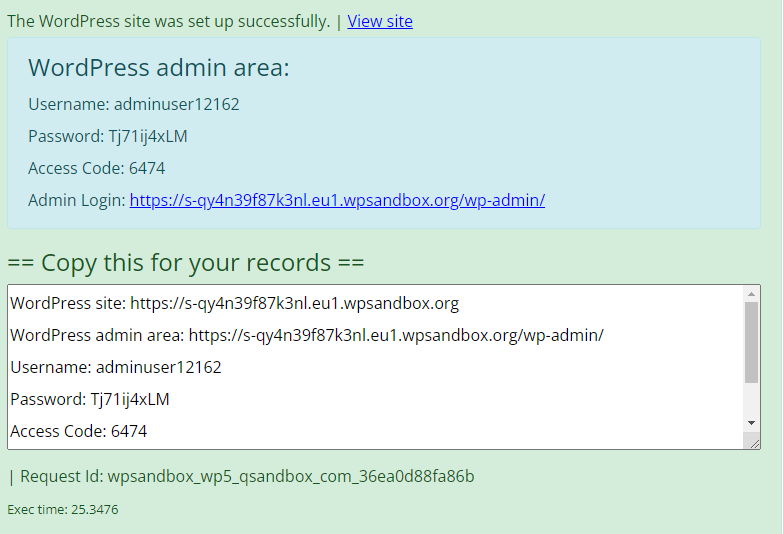 The WordPress site was set up successfully. | View site
WordPress admin area:
Username: adminuser12162
Password: Tj71ij4xLM
Access Code: 6474
Admin Login: https://s-qy4n39f87k3nl.eu1.wpsandbox.org/wp-admin/
== Copy this for your records ==
WordPress site: https://s-qy4n39f87k3nl.eu1.wpsandbox.org
WordPress admin area: https://s-qy4n39f87k3nl.eu1.wpsandbox.org/wp-admin/
Username: adminuser12162
Password: Tj71ij4xLM
Access Code: 6474
| Request Id: wpsandbox_wp5_qsandbox_com_36ea0d88fa86b
Exec time: 25.3476